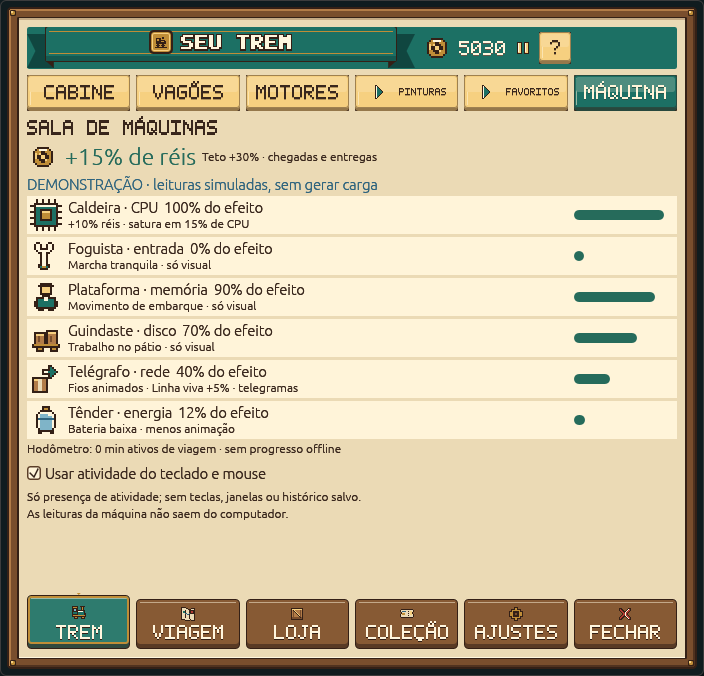 SEU TREM
5030
?
CABINE
VAGÕES
MOTORES
PINTURAS
FAVORITOS
MÁQUINA
SALA DE MÁQUINAS
+15% de réis Teto +30% · chegadas e entregas
DEMONSTRAÇÃO · leituras simuladas, sem gerar carga
Caldeira · CPU 100% do efeito
+10% réis · satura em 15% de CPU
Foguista · entrada 0% do efeito
Marcha tranquila · só visual
Plataforma · memória 90% do efeito
Movimento de embarque · só visual
Guindaste · disco 70% do efeito
Trabalho no pátio · só visual
Telégrafo · rede 40% do efeito
Fios animados · Linha viva +5% · telegramas
Tênder · energia 12% do efeito
Bateria baixa · menos animação
Hodômetro: 0 min ativos de viagem · sem progresso offline
Usar atividade do teclado e mouse
Só presença de atividade; sem teclas, janelas ou histórico salvo.
As leituras da máquina não saem do computador.
TREM
VIAGEM
LOJA
COLEÇÃO
AJUSTES
FECHAR